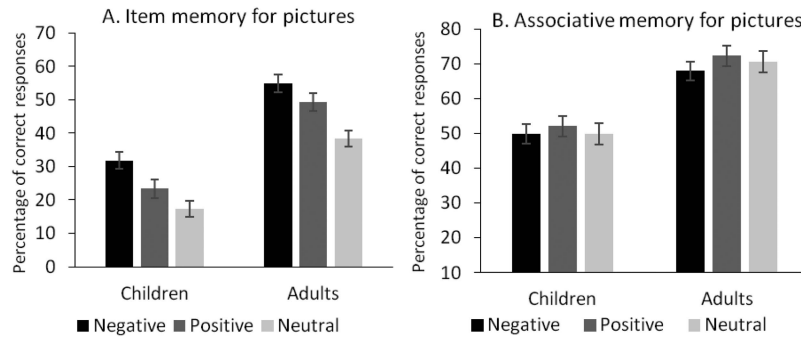 A. Item memory for pictures
Percentage of correct responses
70
60
50
40
30
20
10
0
Children
Adults
Negative Positive Neutral
B. Associative memory for pictures
Percentage of correct responses
80
70
60
50
40
30
20
10
Children
Adults
Negative Positive Neutral